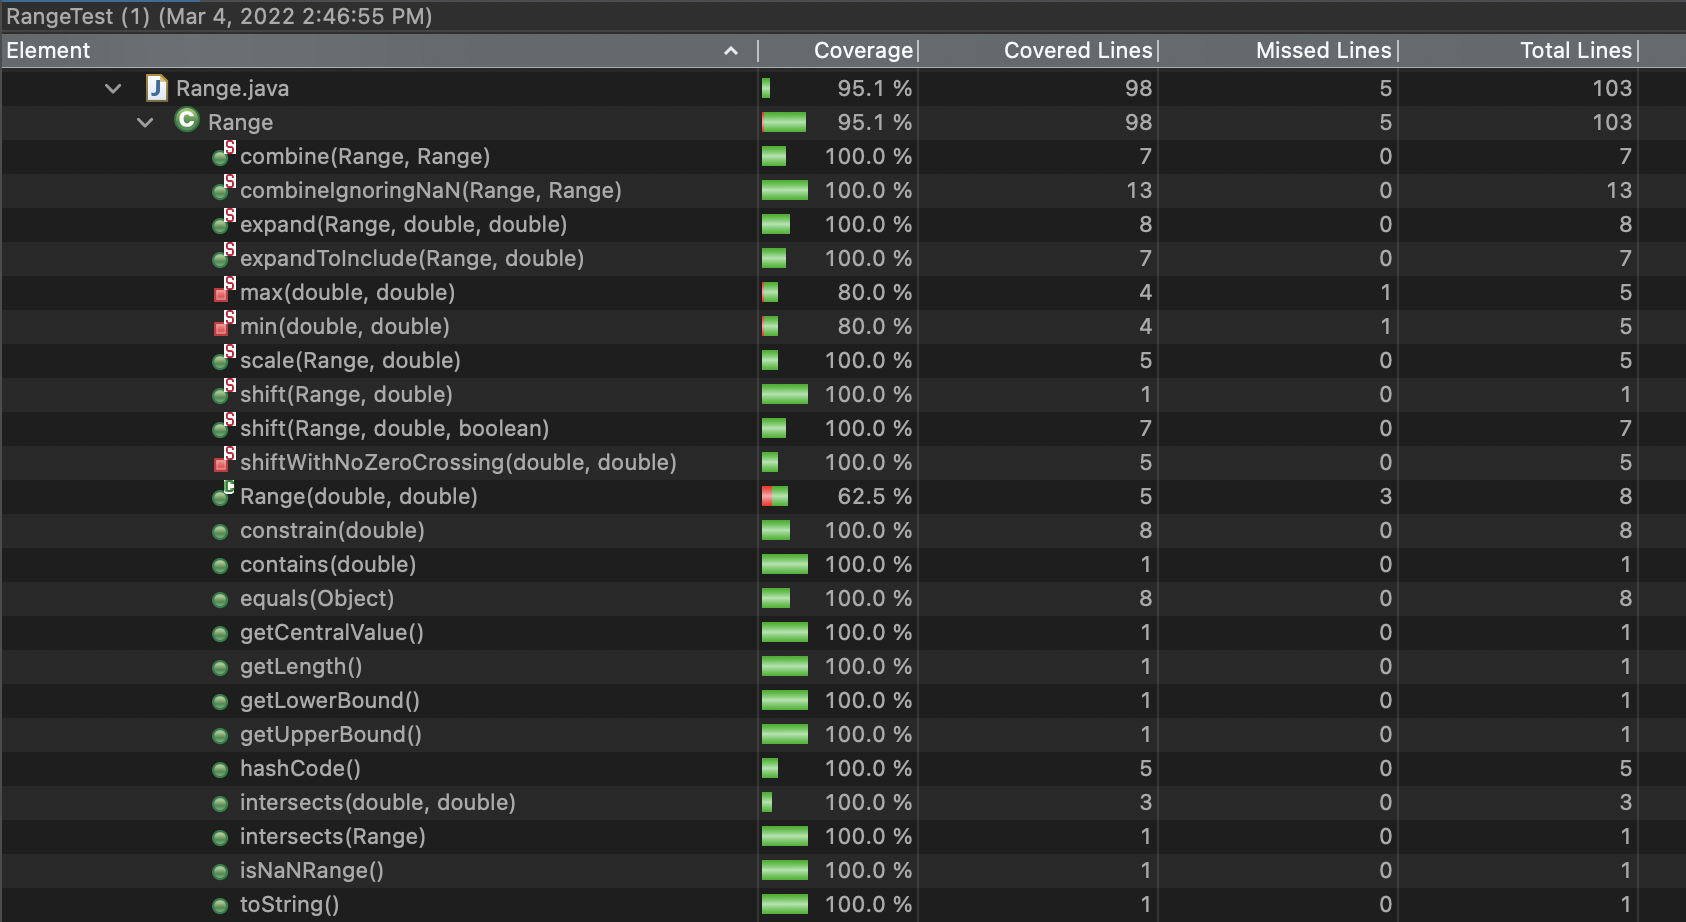 RangeTest (1) (Mar 4, 2022 2:46:55 PM)
Element Coverage Covered Lines Missed Lines Total Lines
J Range.java 95.1 % 98 5 103
C Range 95.1 % 98 5 103
S combine(Range, Range) 100.0 % 7 0 7
S combineIgnoringNaN(Range, Range) 100.0 % 13 0 13
S expand(Range, double, double) 100.0 % 8 0 8
S expandToInclude(Range, double) 100.0 % 7 0 7
S max(double, double) 80.0 % 4 1 5
S min(double, double) 80.0 % 4 1 5
S scale(Range, double) 100.0 % 5 0 5
S shift(Range, double) 100.0 % 1 0 1
S shift(Range, double, boolean) 100.0 % 7 0 7
S shiftWithNoZeroCrossing(double, double) 100.0 % 5 0 5
C Range(double, double) 62.5 % 5 3 8
constrain(double) 100.0 % 8 0 8
contains(double) 100.0 % 1 0 1
equals(Object) 100.0 % 8 0 8
getCentralValue() 100.0 % 1 0 1
getLength() 100.0 % 1 0 1
getLowerBound() 100.0 % 1 0 1
getUpperBound() 100.0 % 1 0 1
hashCode() 100.0 % 5 0 5
intersects(double, double) 100.0 % 3 0 3
intersects(Range) 100.0 % 1 0 1
isNaNRange() 100.0 % 1 0 1
toString() 100.0 % 1 0 1